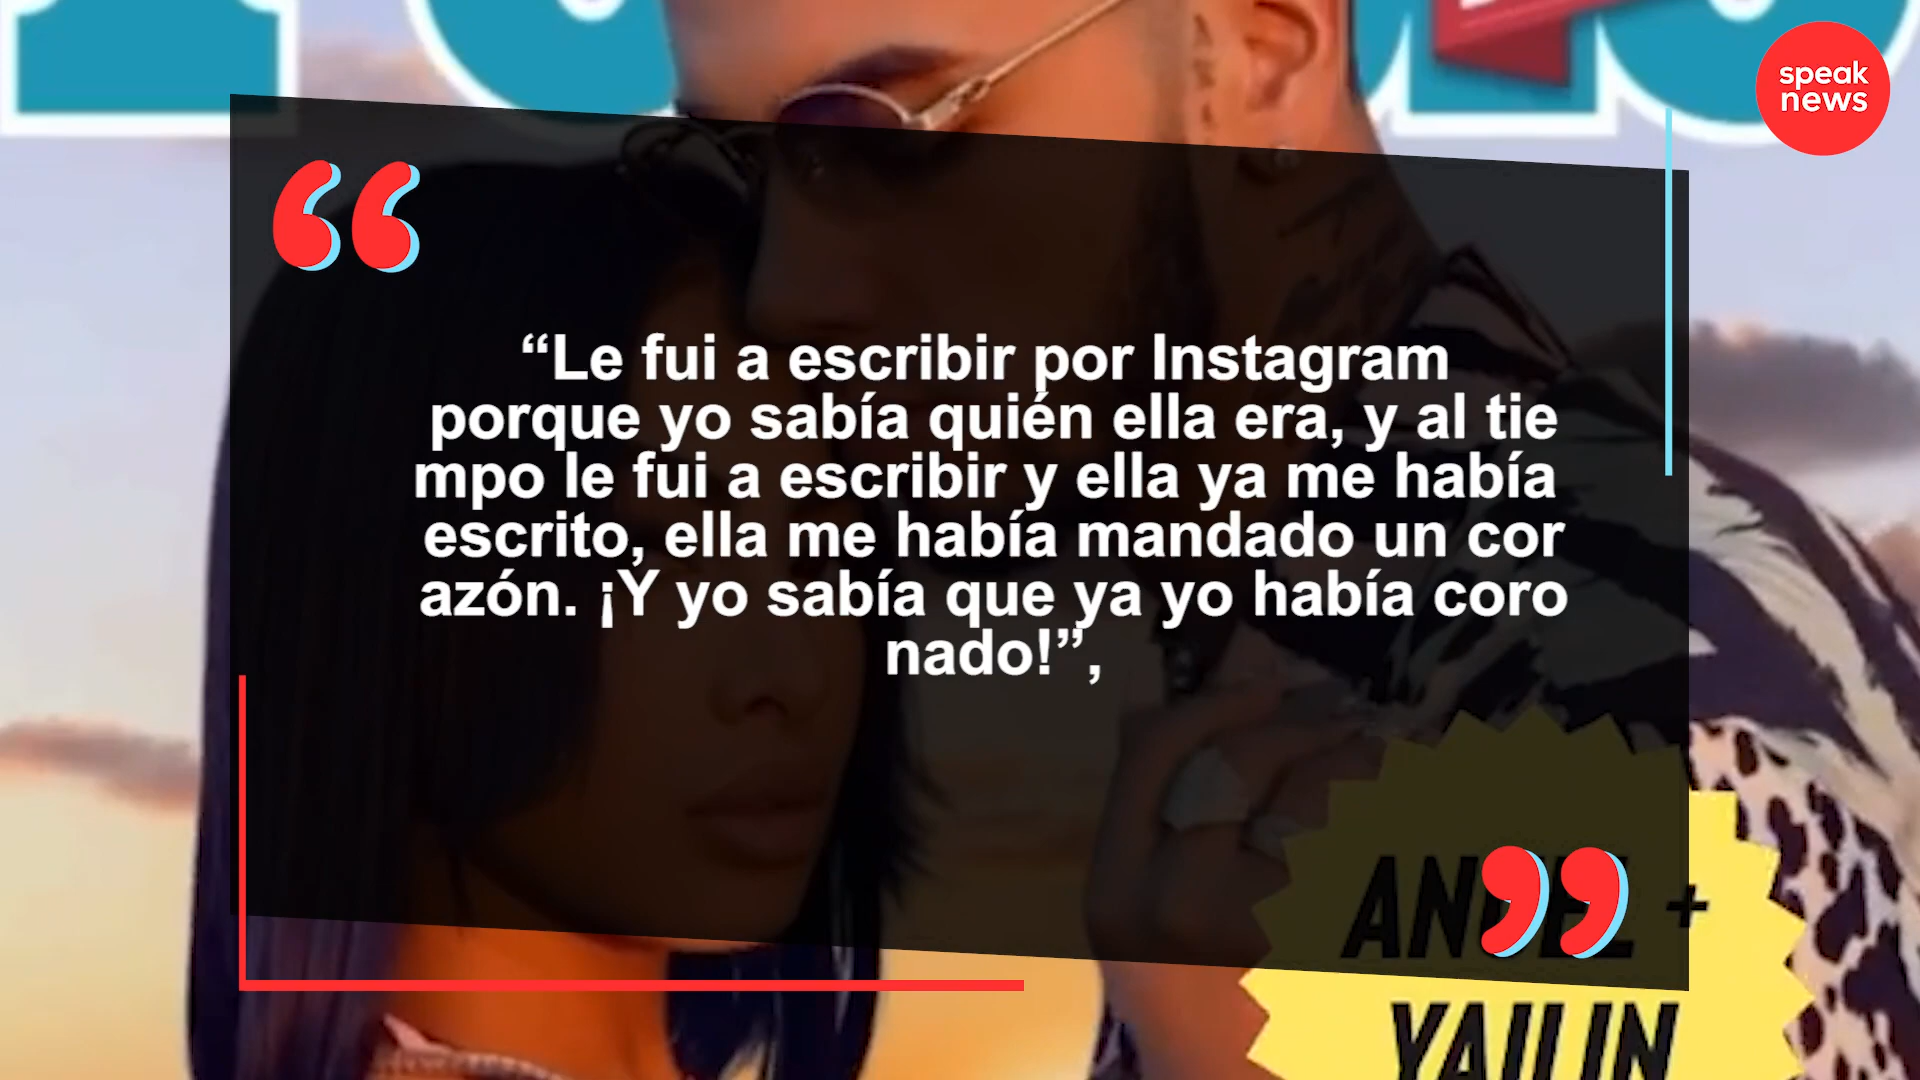 speak
news
“Le fui a escribir por Instagram
porque yo sabía quién ella era, y al tie
mpo le fui a escribir y ella ya me había
escrito, ella me había mandado un cor
azón. ¡Y yo sabía que ya yo había coro
nado!”,
+
YAILIN